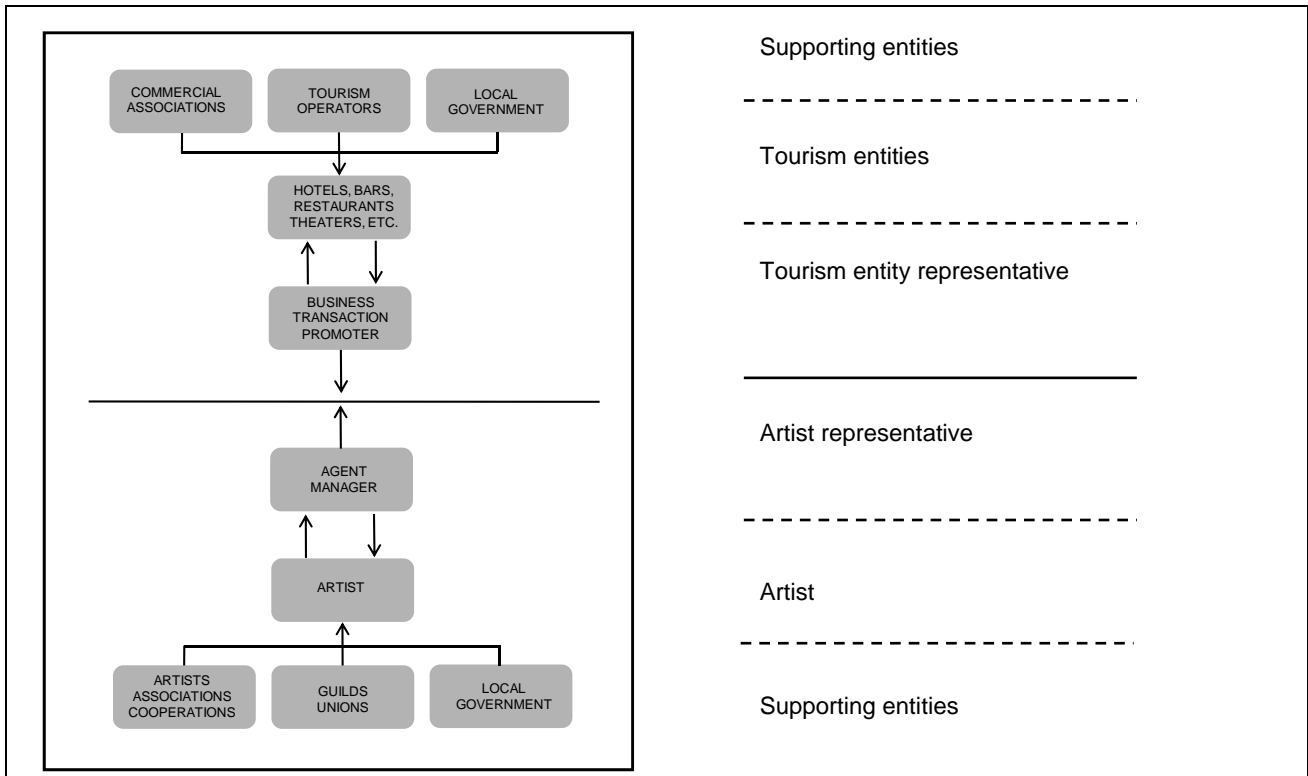 COMMERCIAL
ASSOCIATIONS
TOURISM
OPERATORS
LOCAL
GOVERNMENT
Supporting entities
HOTELS, BARS,
RESTAURANTS
THEATERS, ETC.
Tourism entities
BUSINESS
TRANSACTION
PROMOTER
Tourism entity representative
AGENT
MANAGER
Artist representative
ARTIST
Artist
ARTISTS
ASSOCIATIONS
COOPERATIONS
GUILDS
UNIONS
LOCAL
GOVERNMENT
Supporting entities